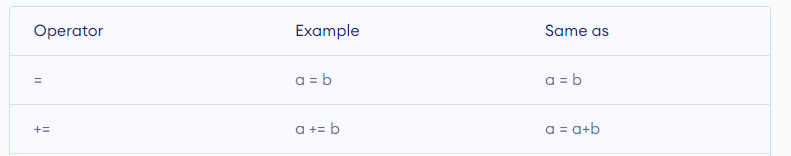 Operator Example Same as
= a = b a = b
+= a += b a = a+b